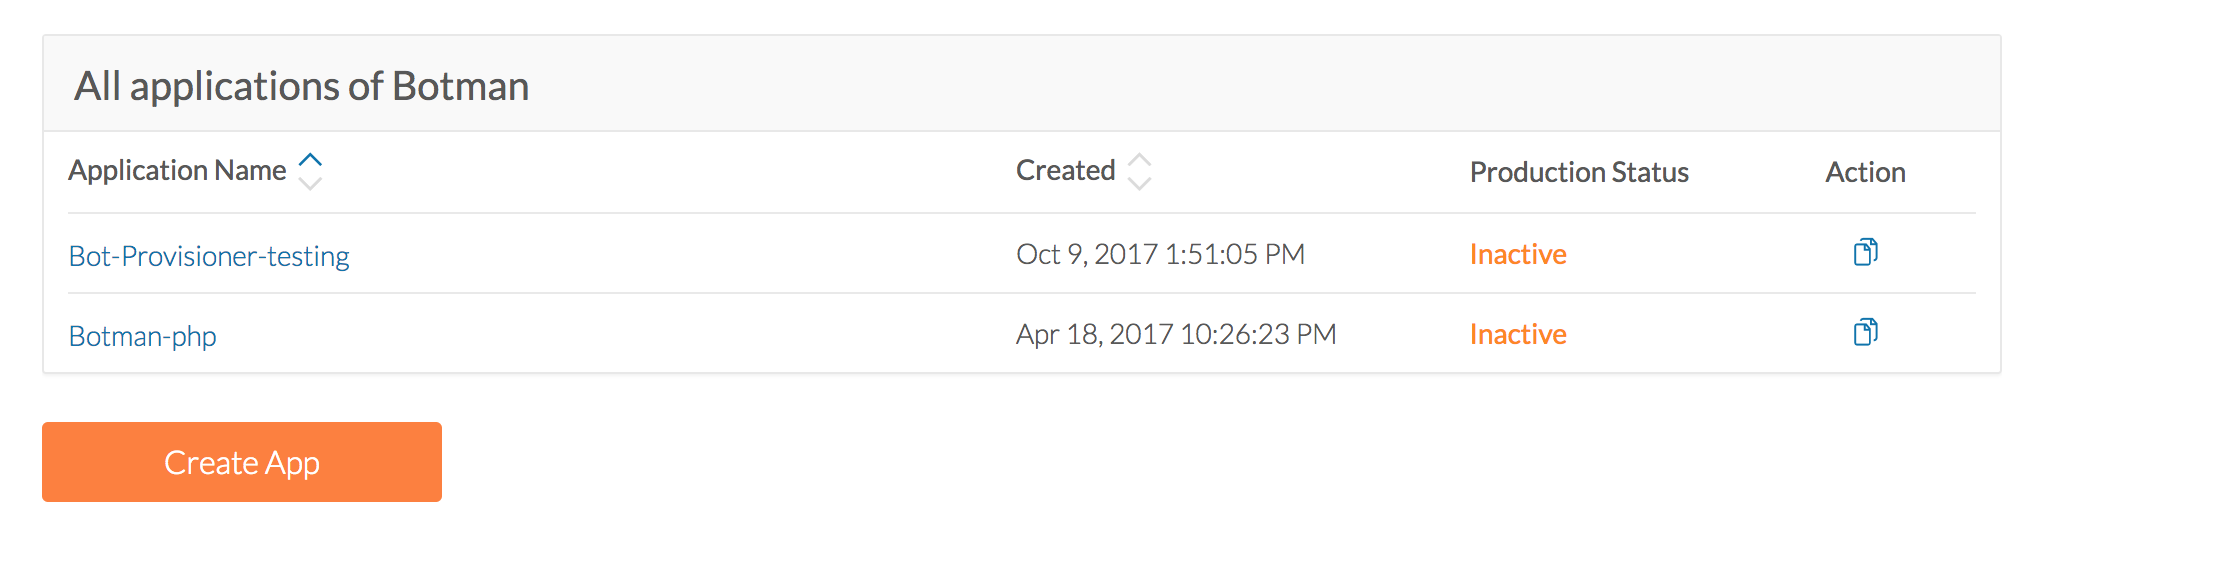 All applications of Botman
Application Name Created Production Status Action
Bot-Provisioner-testing Oct 9, 2017 1:51:05 PM Inactive
Botman-php Apr 18, 2017 10:26:23 PM Inactive
Create App